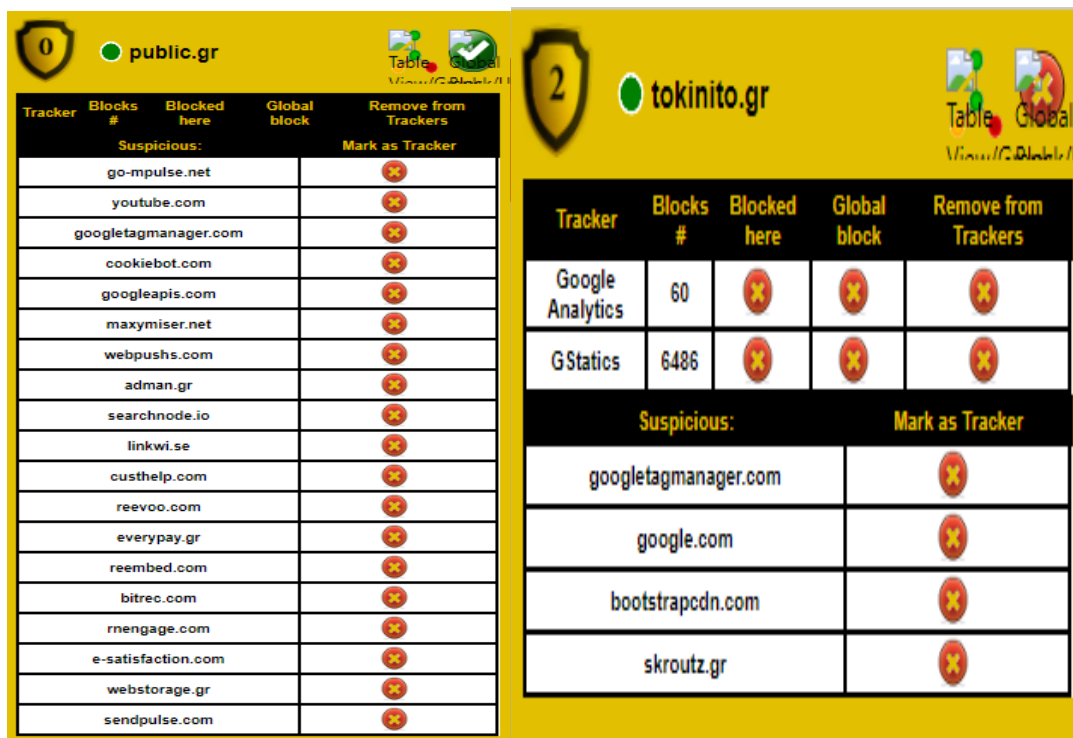 0
public.gr
Table Global
View/G
Tracker Blocks # Blocked here Global block Remove from Trackers
Suspicious: Mark as Tracker
go-mpulse.net
youtube.com
googletagmanager.com
cookiebot.com
googleapis.com
maxymiser.net
webpushs.com
adman.gr
searchnode.io
linkwi.se
custhelp.com
reevoo.com
everypay.gr
reembed.com
bitrec.com
rnengage.com
e-satisfaction.com
webstorage.gr
sendpulse.com
2
tokinito.gr
Table Global
View/G
Tracker Blocks # Blocked here Global block Remove from Trackers
Google Analytics 60
GStatics 6486
Suspicious: Mark as Tracker
googletagmanager.com
google.com
bootstrapcdn.com
skroutz.gr